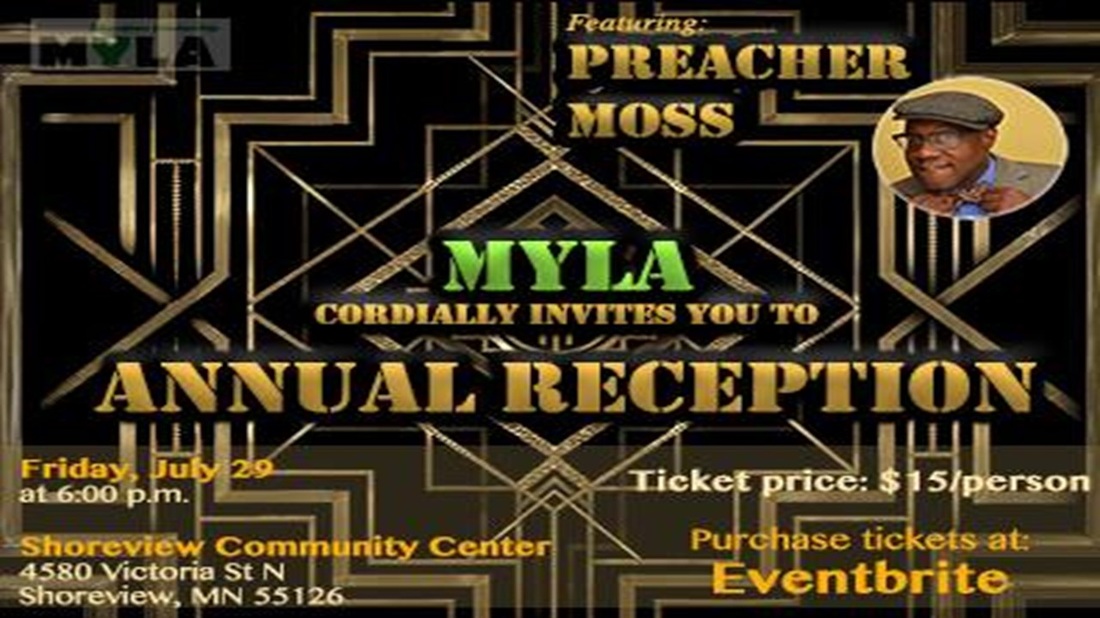 MYLA
Featuring:
PREACHER
MOSS
MYLA
CORDIALLY INVITES YOU TO
ANNUAL RECEPTION
Friday, July 29
at 6:00 p.m.
Ticket price: $15/person
Shoreview Community Center
4580 Victoria St N
Shoreview, MN 55126
Purchase tickets at:
Eventbrite